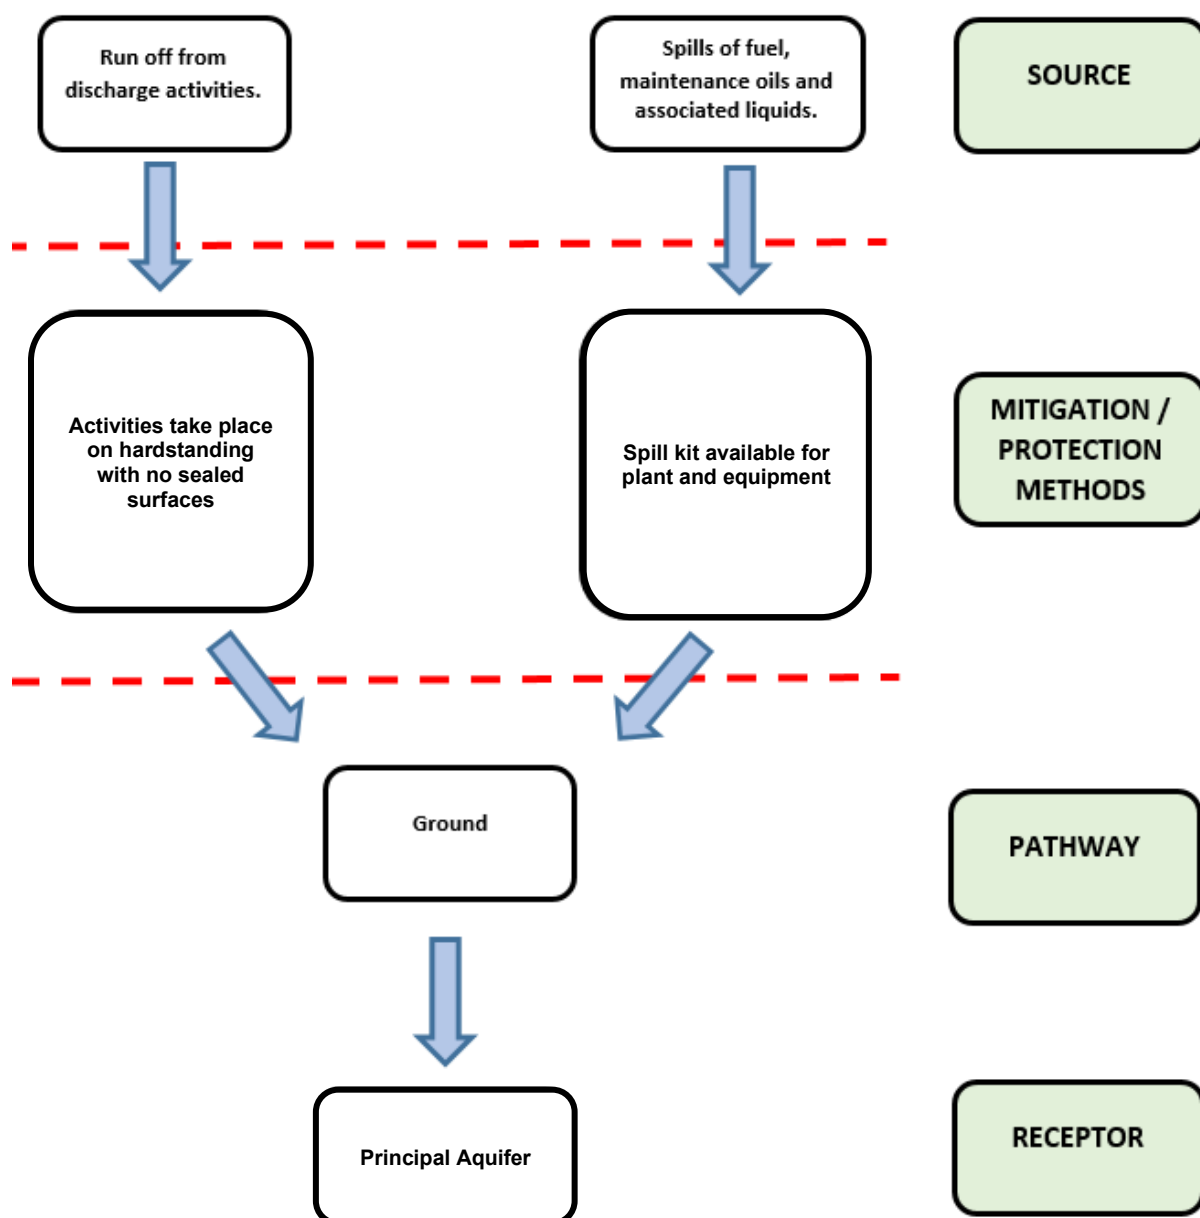 Run off from
discharge activities.
Spills of fuel,
maintenance oils and
associated liquids.
SOURCE
Activities take place
on hardstanding
with no sealed
surfaces
Spill kit available for
plant and equipment
MITIGATION /
PROTECTION
METHODS
Ground
PATHWAY
Principal Aquifer
RECEPTOR